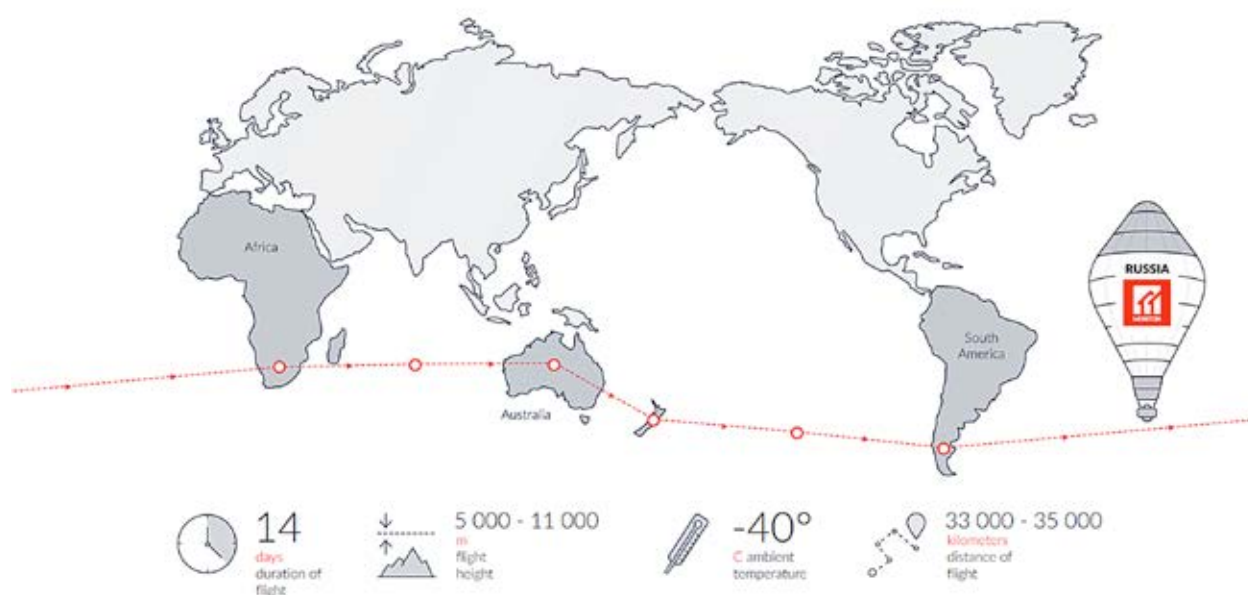 Africa
RUSSIA
MORTON
South
America
Australia
14
days
duration of
flight
5 000 - 11 000
m
flight
height
-40°
C ambient
temperature
33 000 - 35 000
kilometers
distance of
flight